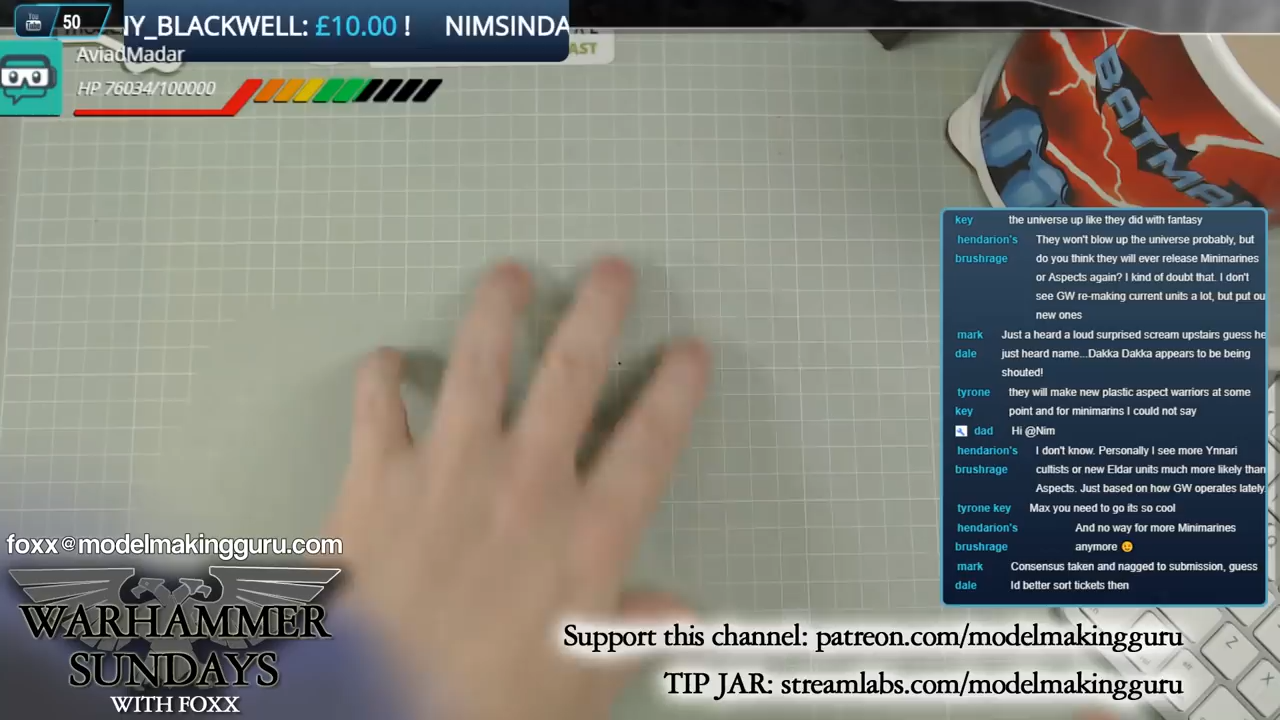 50
NY_BLACKWELL: £10.00 ! NIMSINDA
AST
AviadMadar
HP 76034/100000
BATMA
key the universe up like they did with fantasy
hendarion's They won't blow up the universe probably, but
brushrage do you think they will ever release Minimarines
or Aspects again? I kind of doubt that. I don't
see GW re-making current units a lot, but put ou
new ones
mark Just a heard a loud surprised scream upstairs guess he
dale just heard name...Dakka Dakka appears to be being
shouted!
tyrone they will make new plastic aspect warriors at some
key point and for minimarins I could not say
dad Hi @Nim
hendarion's I don't know. Personally I see more Ynnari
brushrage cultists or new Eldar units much more likely than
Aspects. Just based on how GW operates lately
tyrone key Max you need to go its so cool
hendarion's And no way for more Minimarines
brushrage anymore
mark Consensus taken and nagged to submission, guess
dale Id better sort tickets then
foxx@modelmakingguru.com
WARHAMMER
SUNDAYS
WITH FOXX
Support this channel: patreon.com/modelmakingguru
TIP JAR: streamlabs.com/modelmakingguru
Z
X